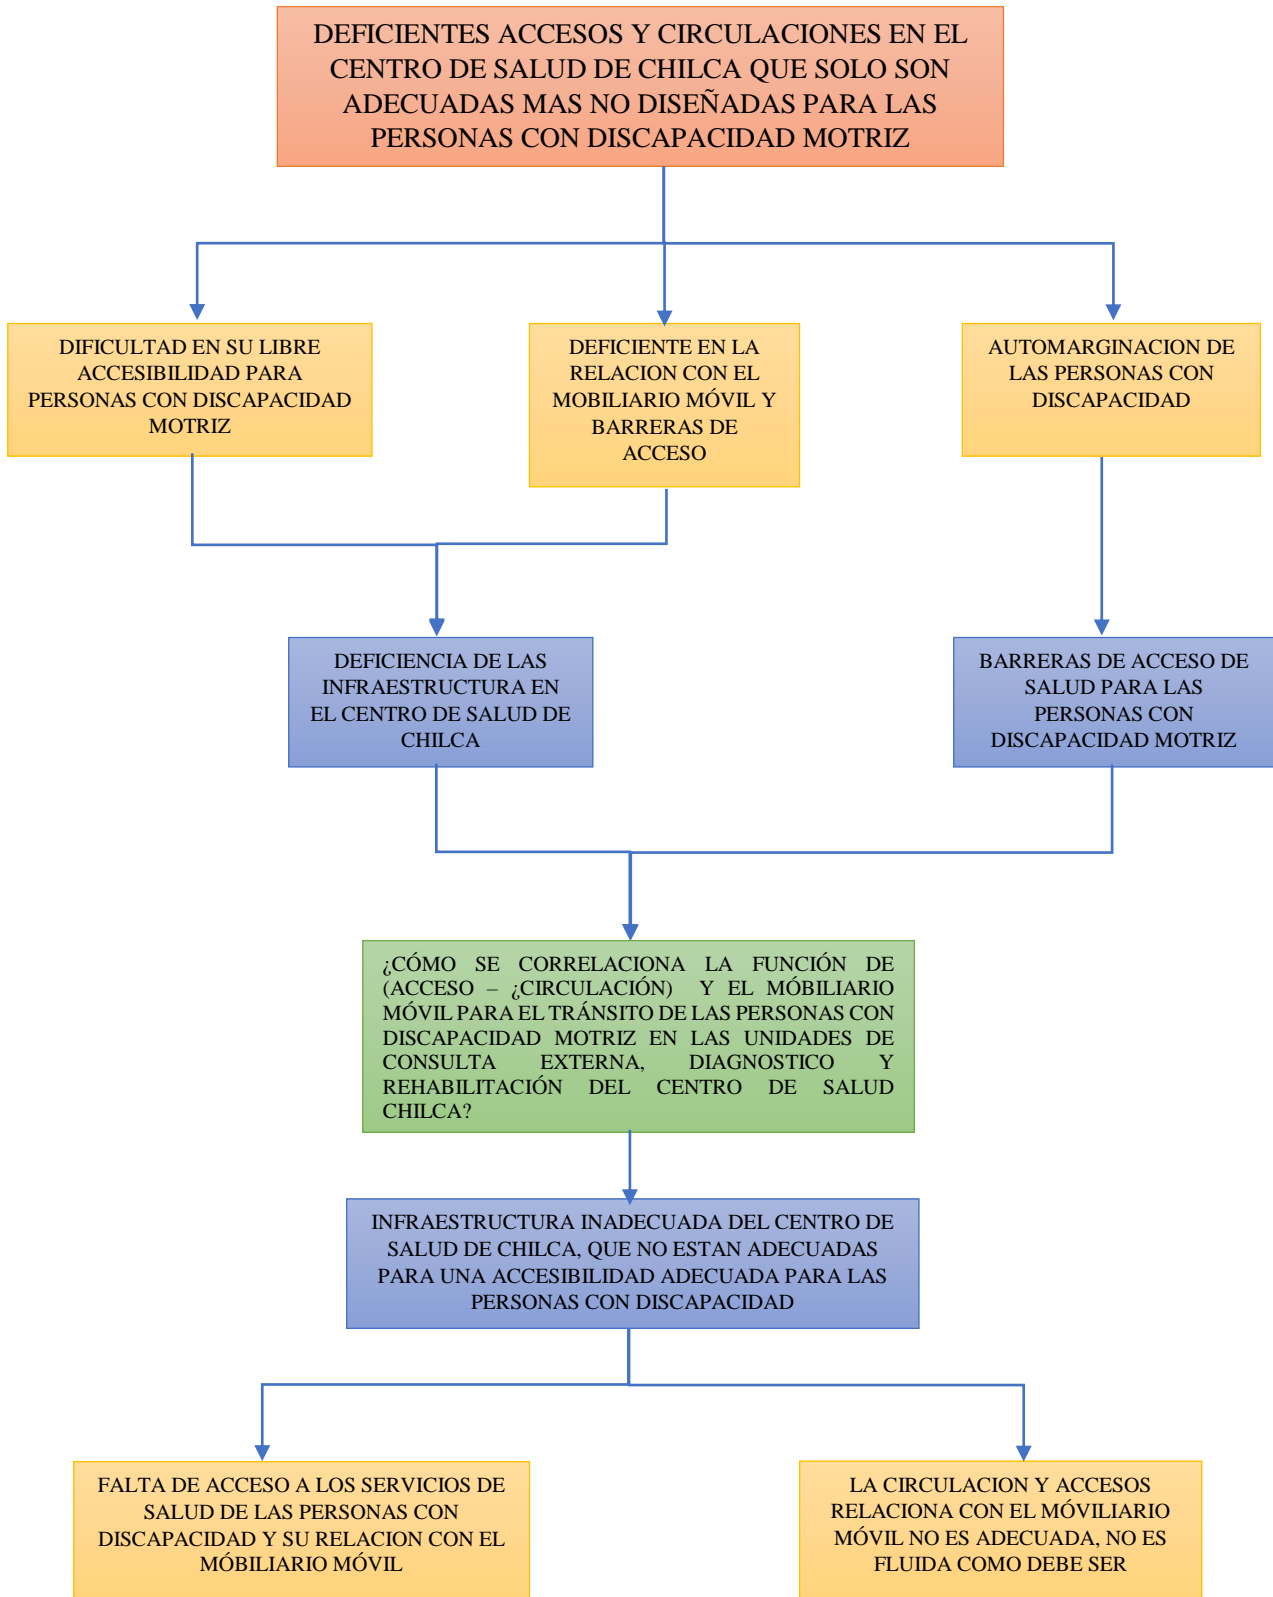 DEFICIENTES ACCESOS Y CIRCULACIONES EN EL
CENTRO DE SALUD DE CHILCA QUE SOLO SON
ADECUADAS MAS NO DISEÑADAS PARA LAS
PERSONAS CON DISCAPACIDAD MOTRIZ
DIFICULTAD EN SU LIBRE
ACCESIBILIDAD PARA
PERSONAS CON DISCAPACIDAD
MOTRIZ
DEFICIENTE EN LA
RELACION CON EL
MOBILIARIO MÓVIL Y
BARRERAS DE
ACCESO
AUTOMARGINACION DE
LAS PERSONAS CON
DISCAPACIDAD
DEFICIENCIA DE LAS
INFRAESTRUCTURA EN
EL CENTRO DE SALUD DE
CHILCA
BARRERAS DE ACCESO DE
SALUD PARA LAS
PERSONAS CON
DISCAPACIDAD MOTRIZ
¿CÓMO SE CORRELACIONA LA FUNCIÓN DE
(ACCESO – ¿CIRCULACIÓN) Y EL MÓBILIARIO
MÓVIL PARA EL TRÁNSITO DE LAS PERSONAS CON
DISCAPACIDAD MOTRIZ EN LAS UNIDADES DE
CONSULTA EXTERNA, DIAGNOSTICO Y
REHABILITACIÓN DEL CENTRO DE SALUD
CHILCA?
INFRAESTRUCTURA INADECUADA DEL CENTRO DE
SALUD DE CHILCA, QUE NO ESTAN ADECUADAS
PARA UNA ACCESIBILIDAD ADECUADA PARA LAS
PERSONAS CON DISCAPACIDAD
FALTA DE ACCESO A LOS SERVICIOS DE
SALUD DE LAS PERSONAS CON
DISCAPACIDAD Y SU RELACION CON EL
MÓBILIARIO MÓVIL
LA CIRCULACION Y ACCESOS
RELACIONA CON EL MÓVILIARIO
MÓVIL NO ES ADECUADA, NO ES
FLUIDA COMO DEBE SER